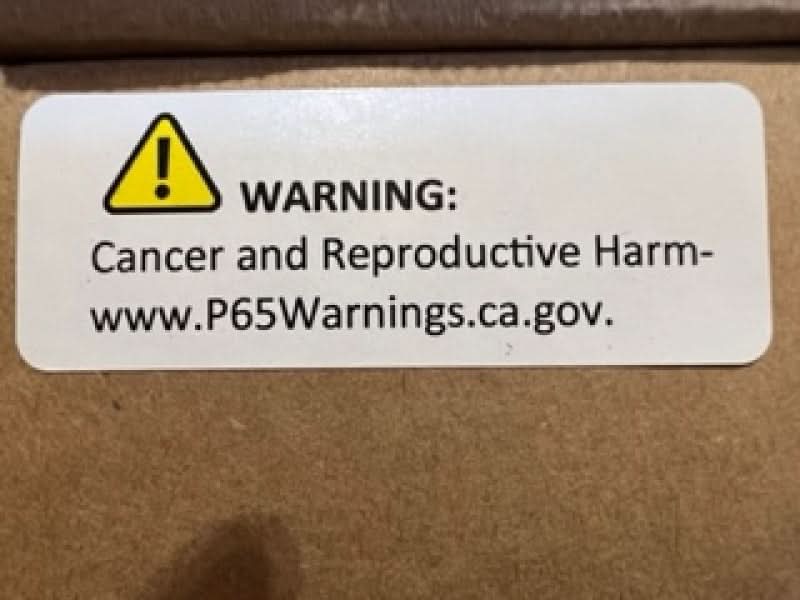 WARNING:
Cancer and Reproductive Harm-
www.P65Warnings.ca.gov.